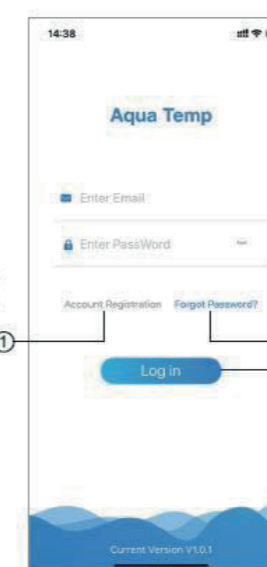 14:38
Aqua Temp
Enter Email
Enter PassWord
Account Registration Forgot Password?
①
Log in
Current Version V1.0.1